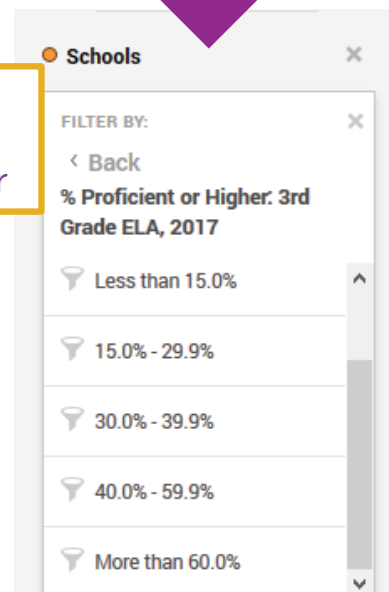 Schools ×
FILTER BY: ×
‹ Back
% Proficient or Higher: 3rd
Grade ELA, 2017
Less than 15.0%
15.0% - 29.9%
30.0% - 39.9%
40.0% - 59.9%
More than 60.0%